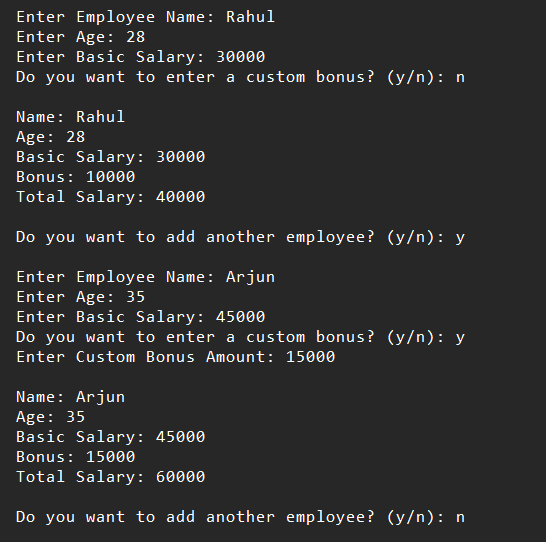 Enter Employee Name: Rahul
Enter Age: 28
Enter Basic Salary: 30000
Do you want to enter a custom bonus? (y/n): n
Name: Rahul
Age: 28
Basic Salary: 30000
Bonus: 10000
Total Salary: 40000
Do you want to add another employee? (y/n): y
Enter Employee Name: Arjun
Enter Age: 35
Enter Basic Salary: 45000
Do you want to enter a custom bonus? (y/n): y
Enter Custom Bonus Amount: 15000
Name: Arjun
Age: 35
Basic Salary: 45000
Bonus: 15000
Total Salary: 60000
Do you want to add another employee? (y/n): n